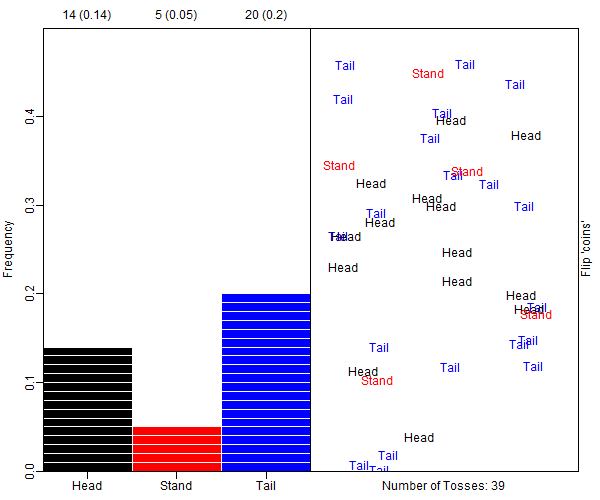 14 (0.14)
5 (0.05)
20 (0.2)
Frequency
0.0
0.1
0.2
0.3
0.4
Head
Stand
Tail
Tail
Tail
Stand
Tail
Tail
Tail
Head
Head
Tail
Stand
Stand
Tail
Head
Tail
Head
Head
Tail
Tail
Head
Tail
Head
Head
Head
Head
Head
Tail
Head
Stand
Tail
Tail
Tail
Tail
Tail
Head
Stand
Head
Tail
Tail
Tail
Number of Tosses: 39
Flip 'coins'